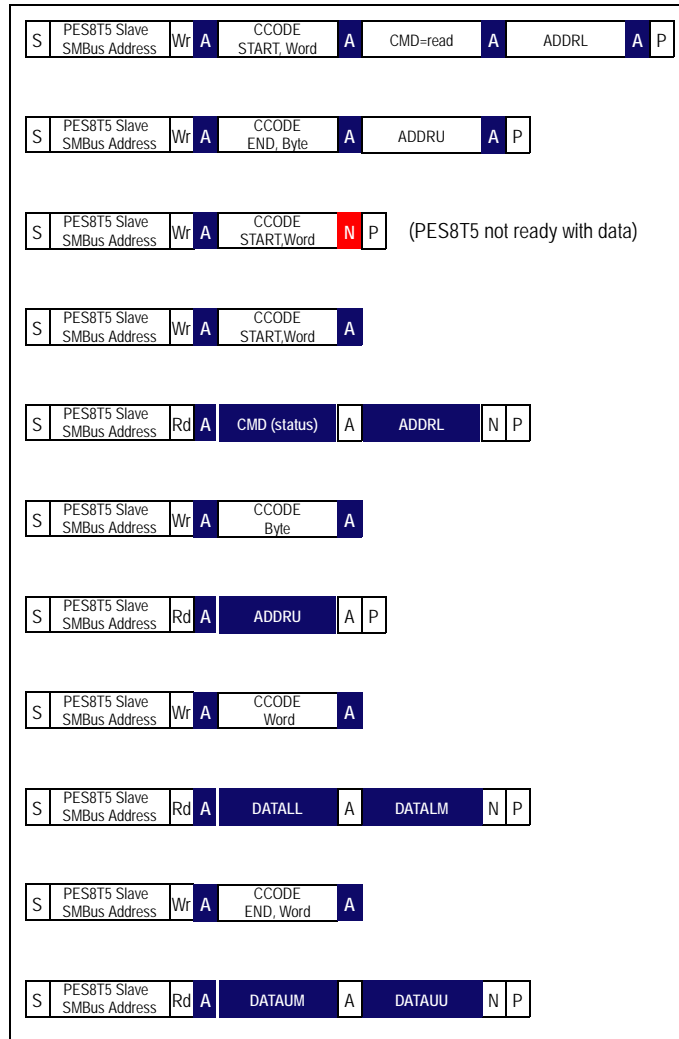 S PES8T5 Slave SMBus Address Wr A CCODE START, Word A CMD=read A ADDRL A P
S PES8T5 Slave SMBus Address Wr A CCODE END, Byte A ADDRU A P
S PES8T5 Slave SMBus Address Wr A CCODE START,Word N P (PES8T5 not ready with data)
S PES8T5 Slave SMBus Address Wr A CCODE START,Word A
S PES8T5 Slave SMBus Address Rd A CMD (status) A ADDRL N P
S PES8T5 Slave SMBus Address Wr A CCODE Byte A
S PES8T5 Slave SMBus Address Rd A ADDRU A P
S PES8T5 Slave SMBus Address Wr A CCODE Word A
S PES8T5 Slave SMBus Address Rd A DATALL A DATALM N P
S PES8T5 Slave SMBus Address Wr A CCODE END, Word A
S PES8T5 Slave SMBus Address Rd A DATAUM A DATAUU N P